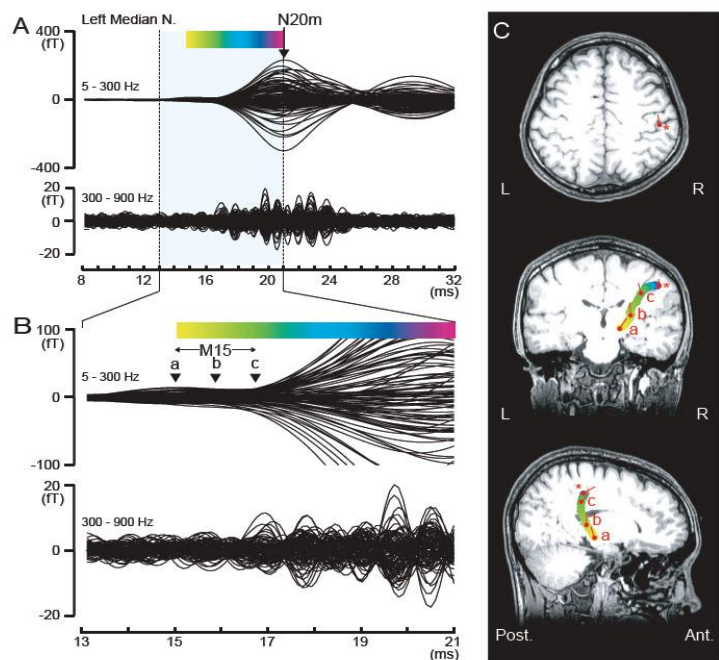 A
Left Median N.
N20m
400
(fT)
5 - 300 Hz
0
-400
20
(fT)
300 - 900 Hz
0
-20
8
12
16
20
24
28
32
(ms)
B
100
(fT)
M15
a
b
c
5 - 300 Hz
0
-100
20
(fT)
300 - 900 Hz
0
-20
13
15
17
19
21
(ms)
C
*
L
R
*
c
b
a
L
R
*
c
b
a
Post.
Ant.